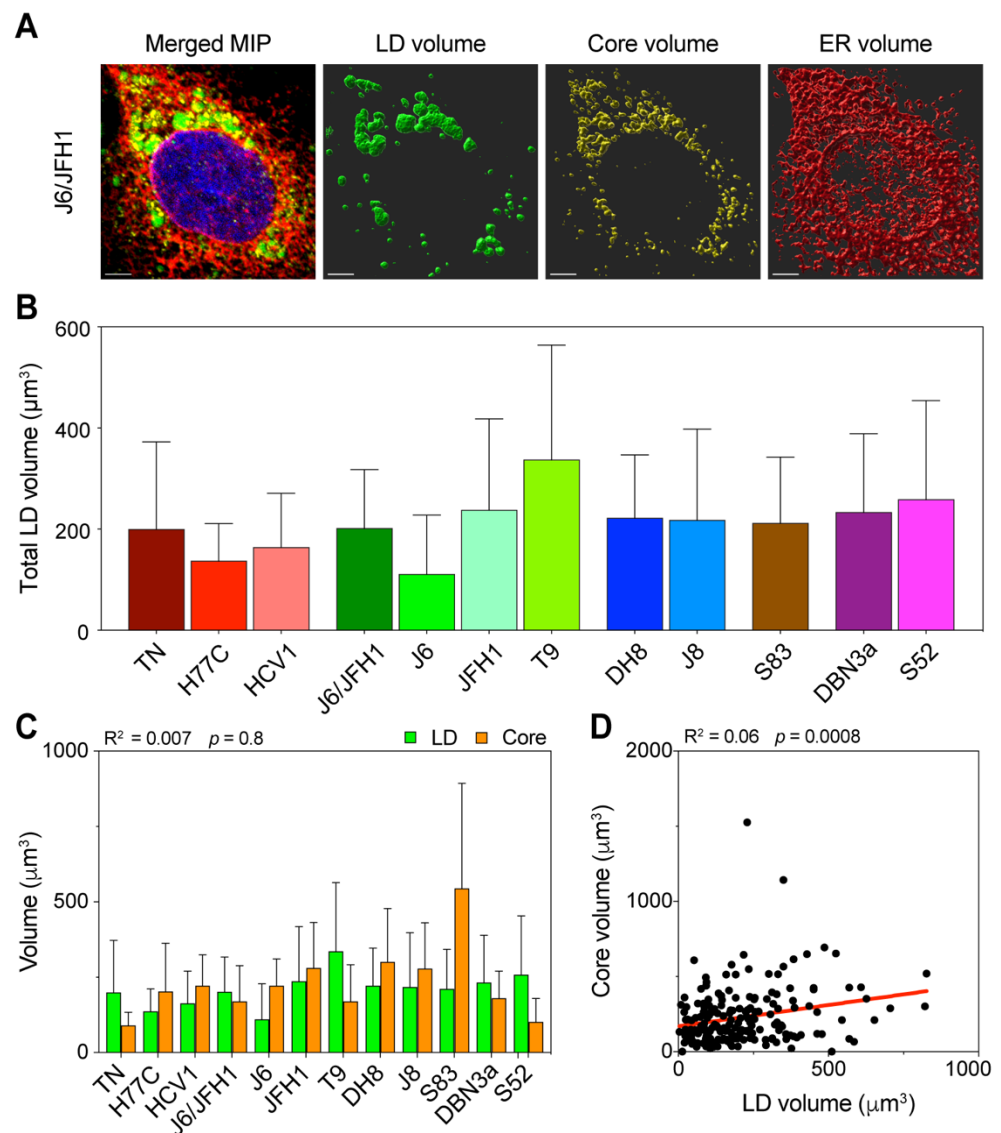 A
Merged MIP LD volume Core volume ER volume
J6/JFH1
B
Total LD volume (µm³)
600
400
200
0
TN H77C HCV1 J6/JFH1 J6 JFH1 T9 DH8 J8 S83 DBN3a S52
C
R² = 0.007 p = 0.8
LD Core
Volume (µm³)
1000
500
0
TN H77C HCV1 J6/JFH1 J6 JFH1 T9 DH8 J8 S83 DBN3a S52
D
R² = 0.06 p = 0.0008
Core volume (µm³)
2000
1000
0
0 500 1000
LD volume (µm³)